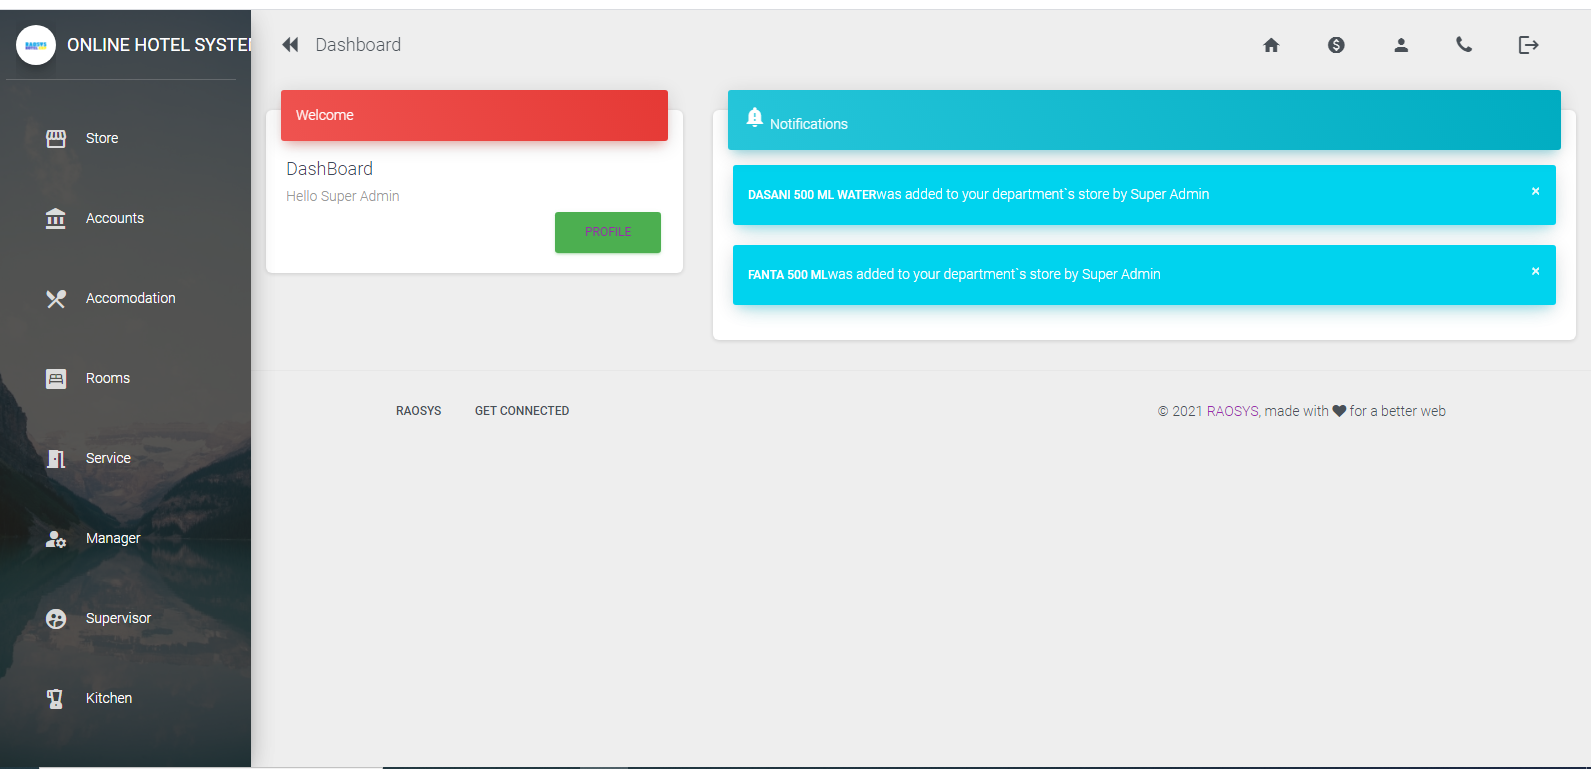 ONLINE HOTEL SYSTE
Dashboard
Store
Accounts
Accomodation
Rooms
Service
Manager
Supervisor
Kitchen
Welcome
DashBoard
Hello Super Admin
PROFILE
Notifications
DASANI 500 ML WATERwas added to your department`s store by Super Admin
×
FANTA 500 MLwas added to your department`s store by Super Admin
×
RAOSYS GET CONNECTED
© 2021 RAOSYS, made with ♥ for a better web